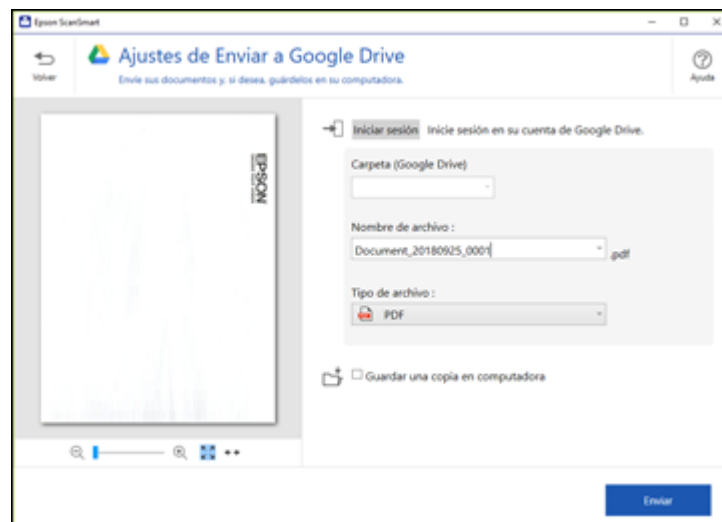 Epson ScanSmart
Volver
Ajustes de Enviar a Google Drive
Envíe sus documentos y, si desea, guárdelos en su computadora.
Ayuda
EPSON
Iniciar sesión Inicie sesión en su cuenta de Google Drive.
Carpeta (Google Drive)
Nombre de archivo :
Document_20180925_0001 .pdf
Tipo de archivo :
PDF
Guardar una copia en computadora
Enviar